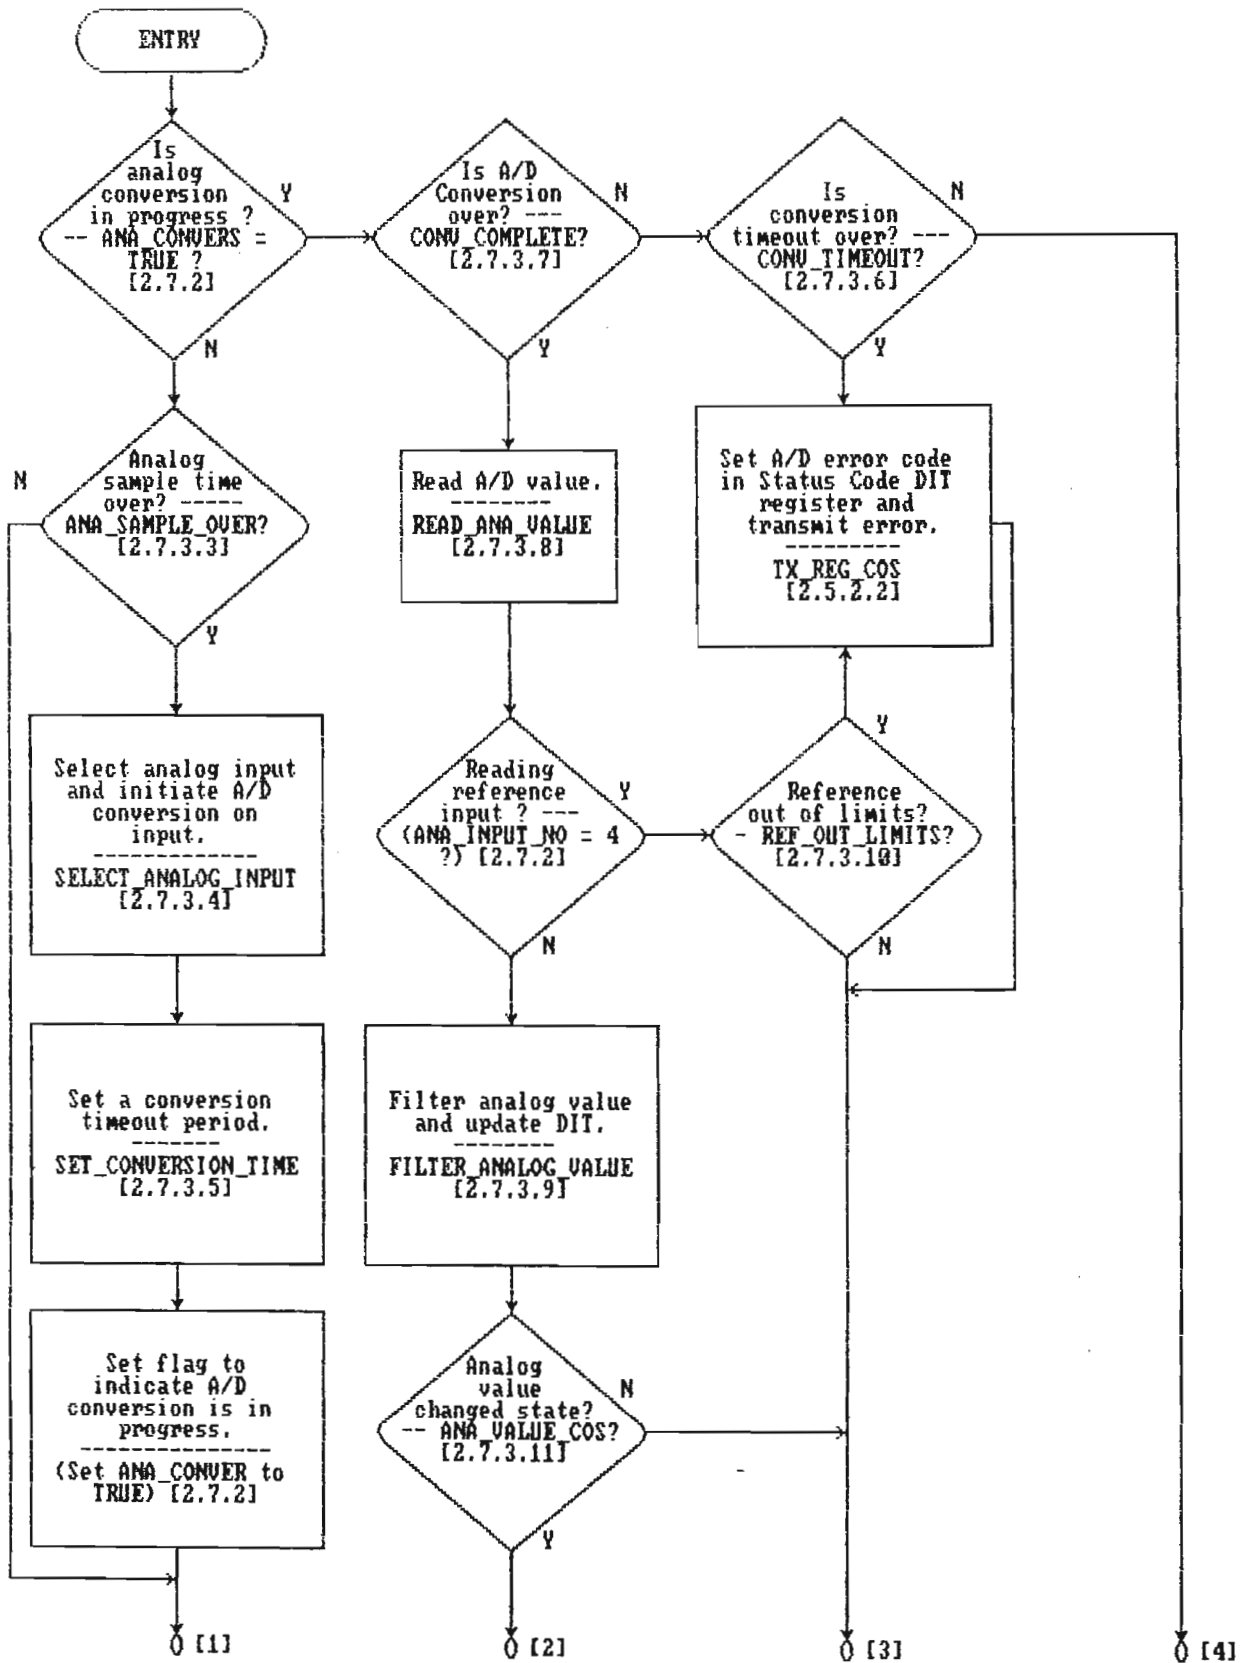 ENTRY
Is
analog
conversion
in progress ?
-- ANA_CONVERS =
TRUE ?
[2.7.2]
Y
N
Is A/D
Conversion
over? ---
CONV_COMPLETE?
[2.7.3.7]
N
Y
Is
conversion
timeout over? ---
CONV_TIMEOUT?
[2.7.3.6]
N
Y
Analog
sample time
over? -----
ANA_SAMPLE_OVER?
[2.7.3.3]
N
Y
Read A/D value.
--------
READ_ANA_VALUE
[2.7.3.8]
Set A/D error code
in Status Code DIT
register and
transmit error.
---------
TX_REG_COS
[2.5.2.2]
Select analog input
and initiate A/D
conversion on
input.
-------------
SELECT_ANALOG_INPUT
[2.7.3.4]
Reading
reference
input ? ---
(ANA_INPUT_NO = 4
?) [2.7.2]
Y
N
Reference
out of limits?
- REF_OUT_LIMITS?
[2.7.3.10]
Y
N
Set a conversion
timeout period.
-------
SET_CONVERSION_TIME
[2.7.3.5]
Filter analog value
and update DIT.
--------
FILTER_ANALOG_VALUE
[2.7.3.9]
Set flag to
indicate A/D
conversion is in
progress.
---------------
(Set ANA_CONVER to
TRUE) [2.7.2]
Analog
value
changed state?
-- ANA_VALUE_COS?
[2.7.3.11]
N
Y
[1]
[2]
[3]
[4]